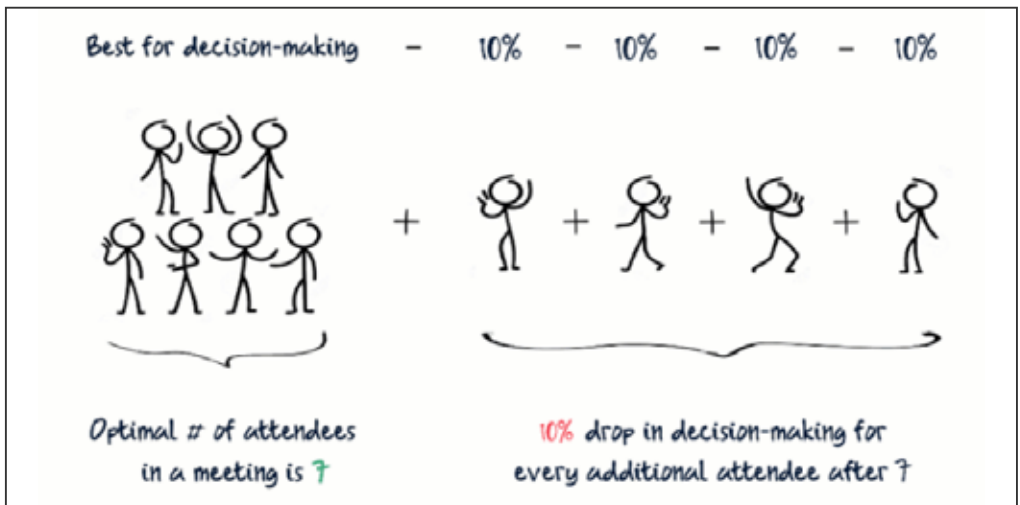 Best for decision-making - 10% - 10% - 10% - 10%
+ + + +
Optimal # of attendees
in a meeting is 7
10% drop in decision-making for
every additional attendee after 7